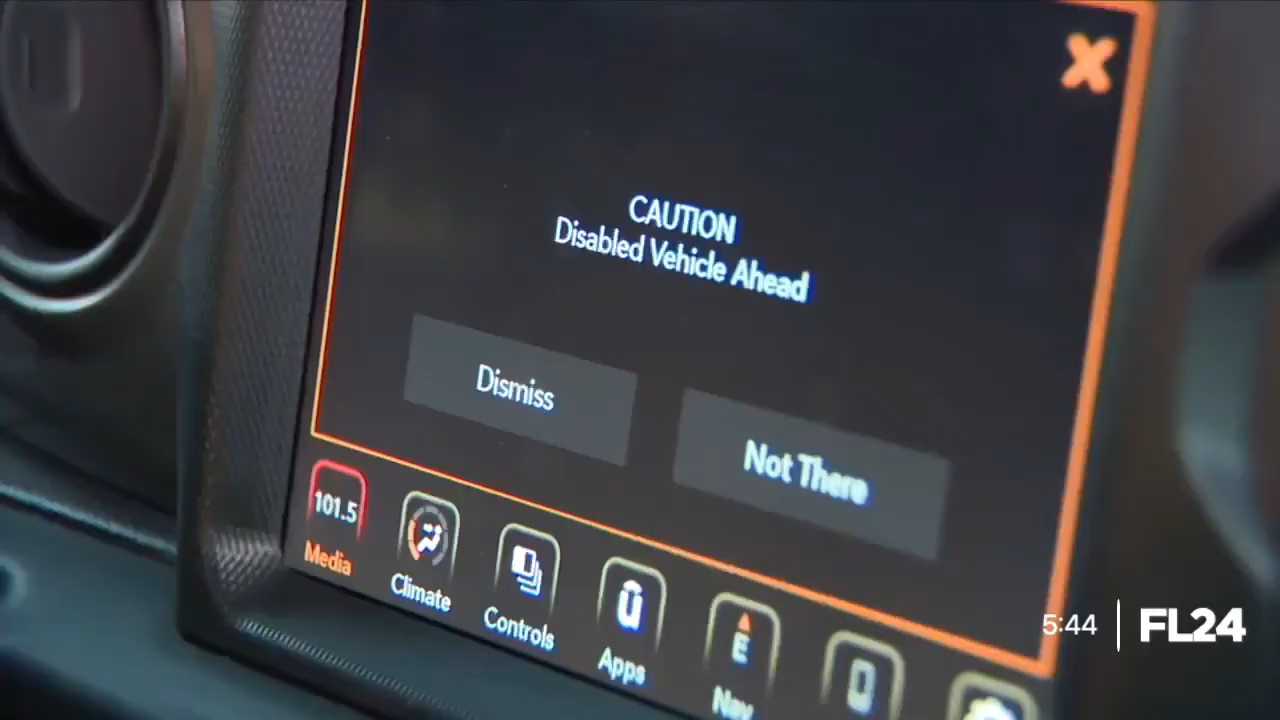 CAUTION
Disabled Vehicle Ahead
Dismiss
Not There
101.5
Media
Climate
Controls
Apps
E
Nav
5:44
FL24